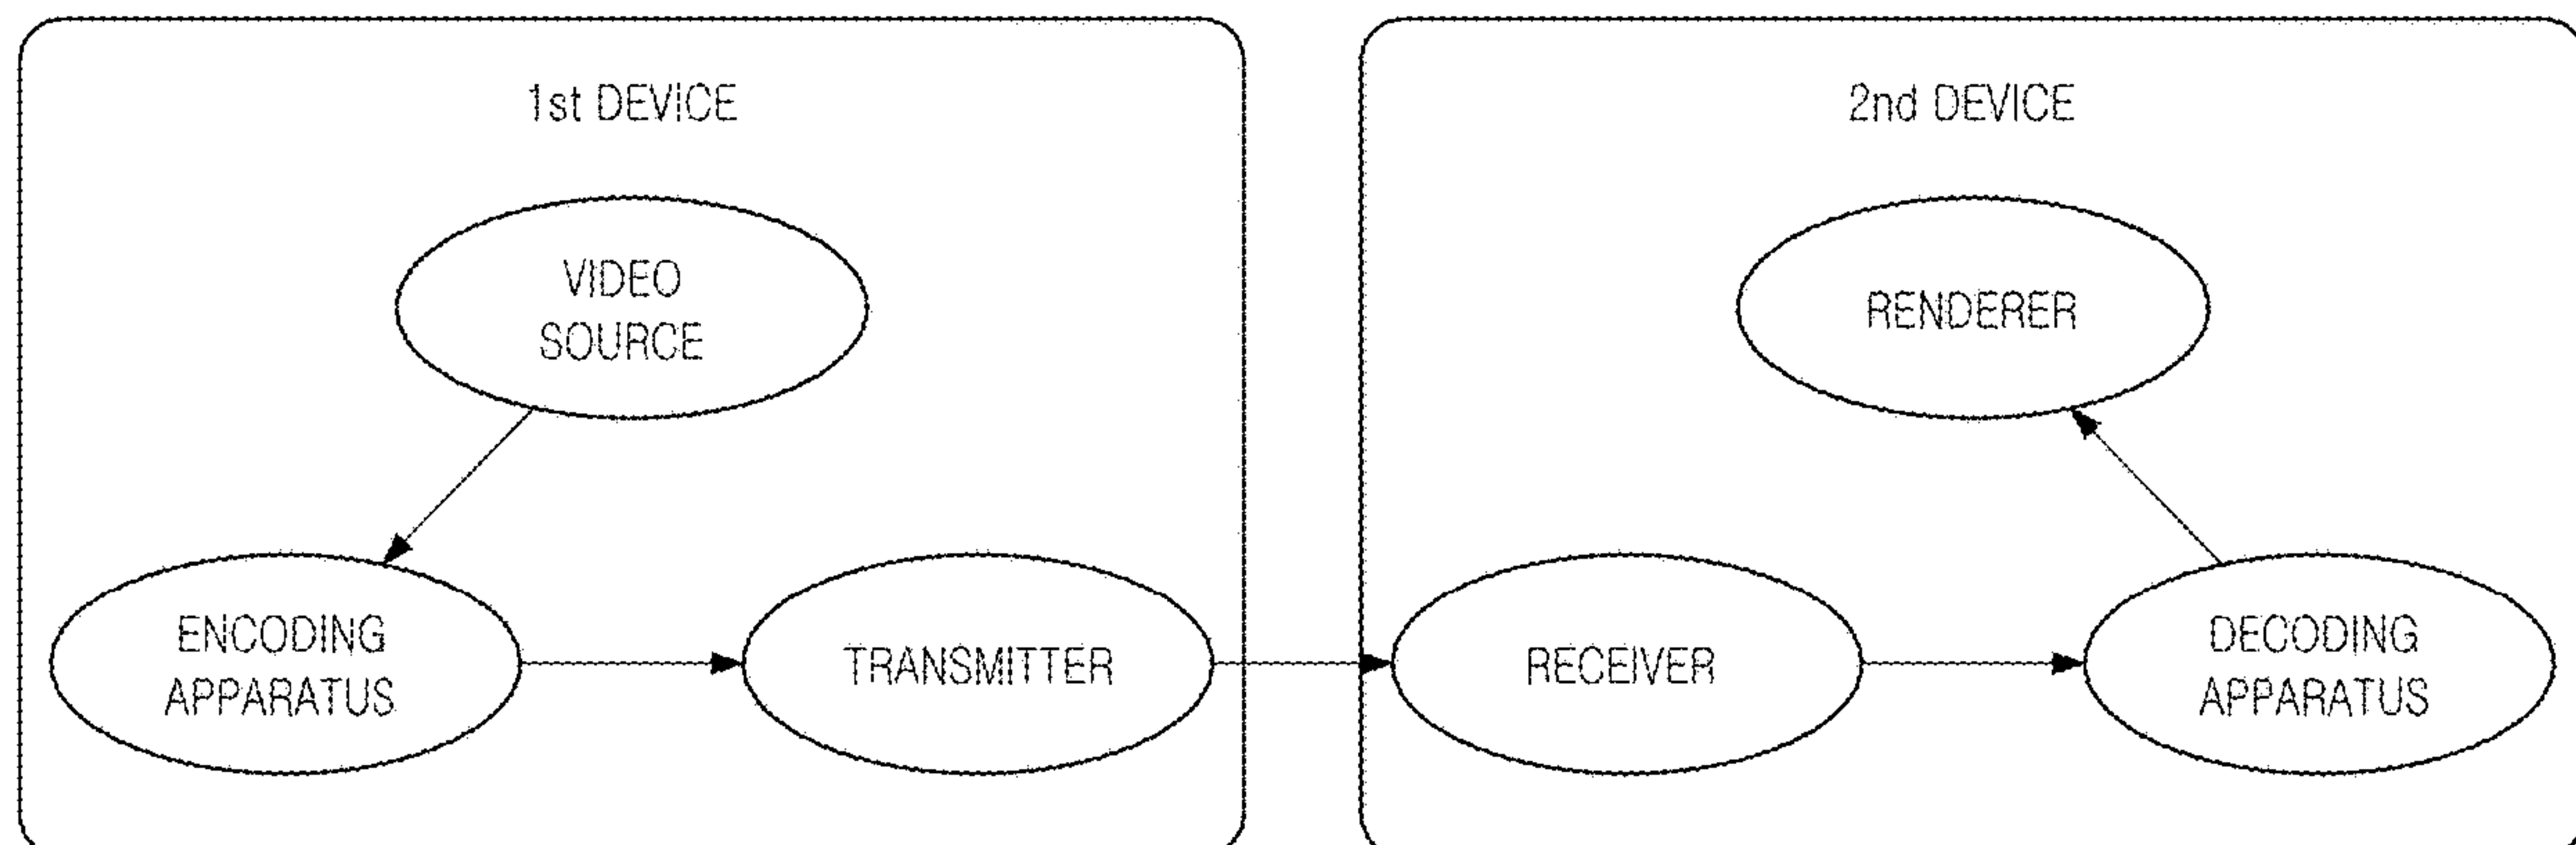 1st DEVICE
VIDEO
SOURCE
ENCODING
APPARATUS
TRANSMITTER
2nd DEVICE
RENDERER
RECEIVER
DECODING
APPARATUS